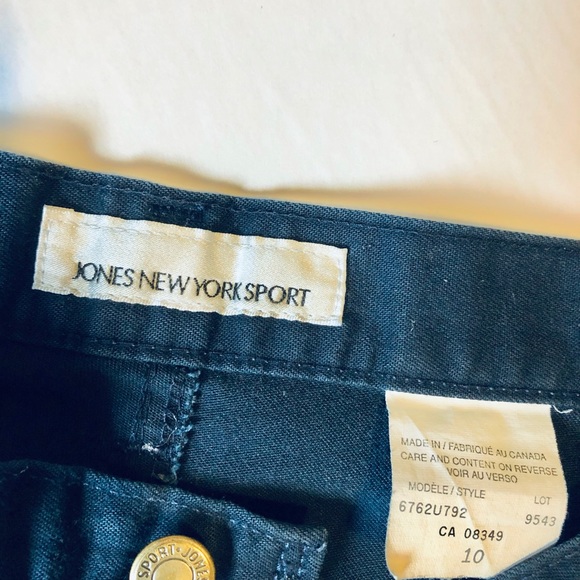 JONES NEW YORK SPORT
MADE IN / FABRIQUÉ AU CANADA
CARE AND CONTENT ON REVERSE
VOIR AU VERSO
MODÈLE / STYLE
LOT
6762U792
9543
CA 08349
10
SPORT • JONES